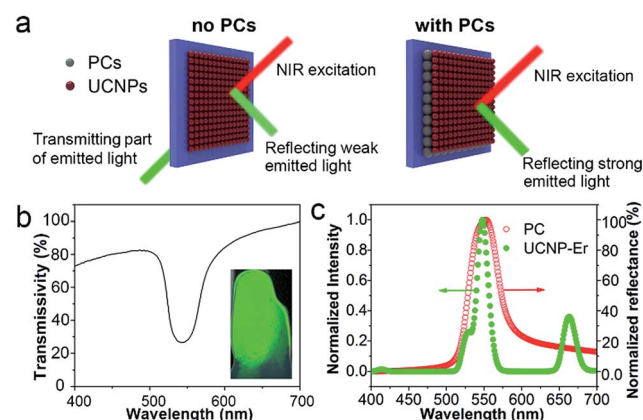 a
no PCs
with PCs
PCs
UCNPs
NIR excitation
NIR excitation
Transmitting part
of emitted light
Reflecting weak
emitted light
Reflecting strong
emitted light
b
Transmissivity (%)
100
80
60
40
20
0
400
500
600
700
Wavelength (nm)
c
Normalized Intensity
1.0
0.8
0.6
0.4
0.2
0.0
PC
UCNP-Er
100
80
60
40
20
0
Normalized reflectance (%)
400
450
500
550
600
650
700
Wavelength (nm)